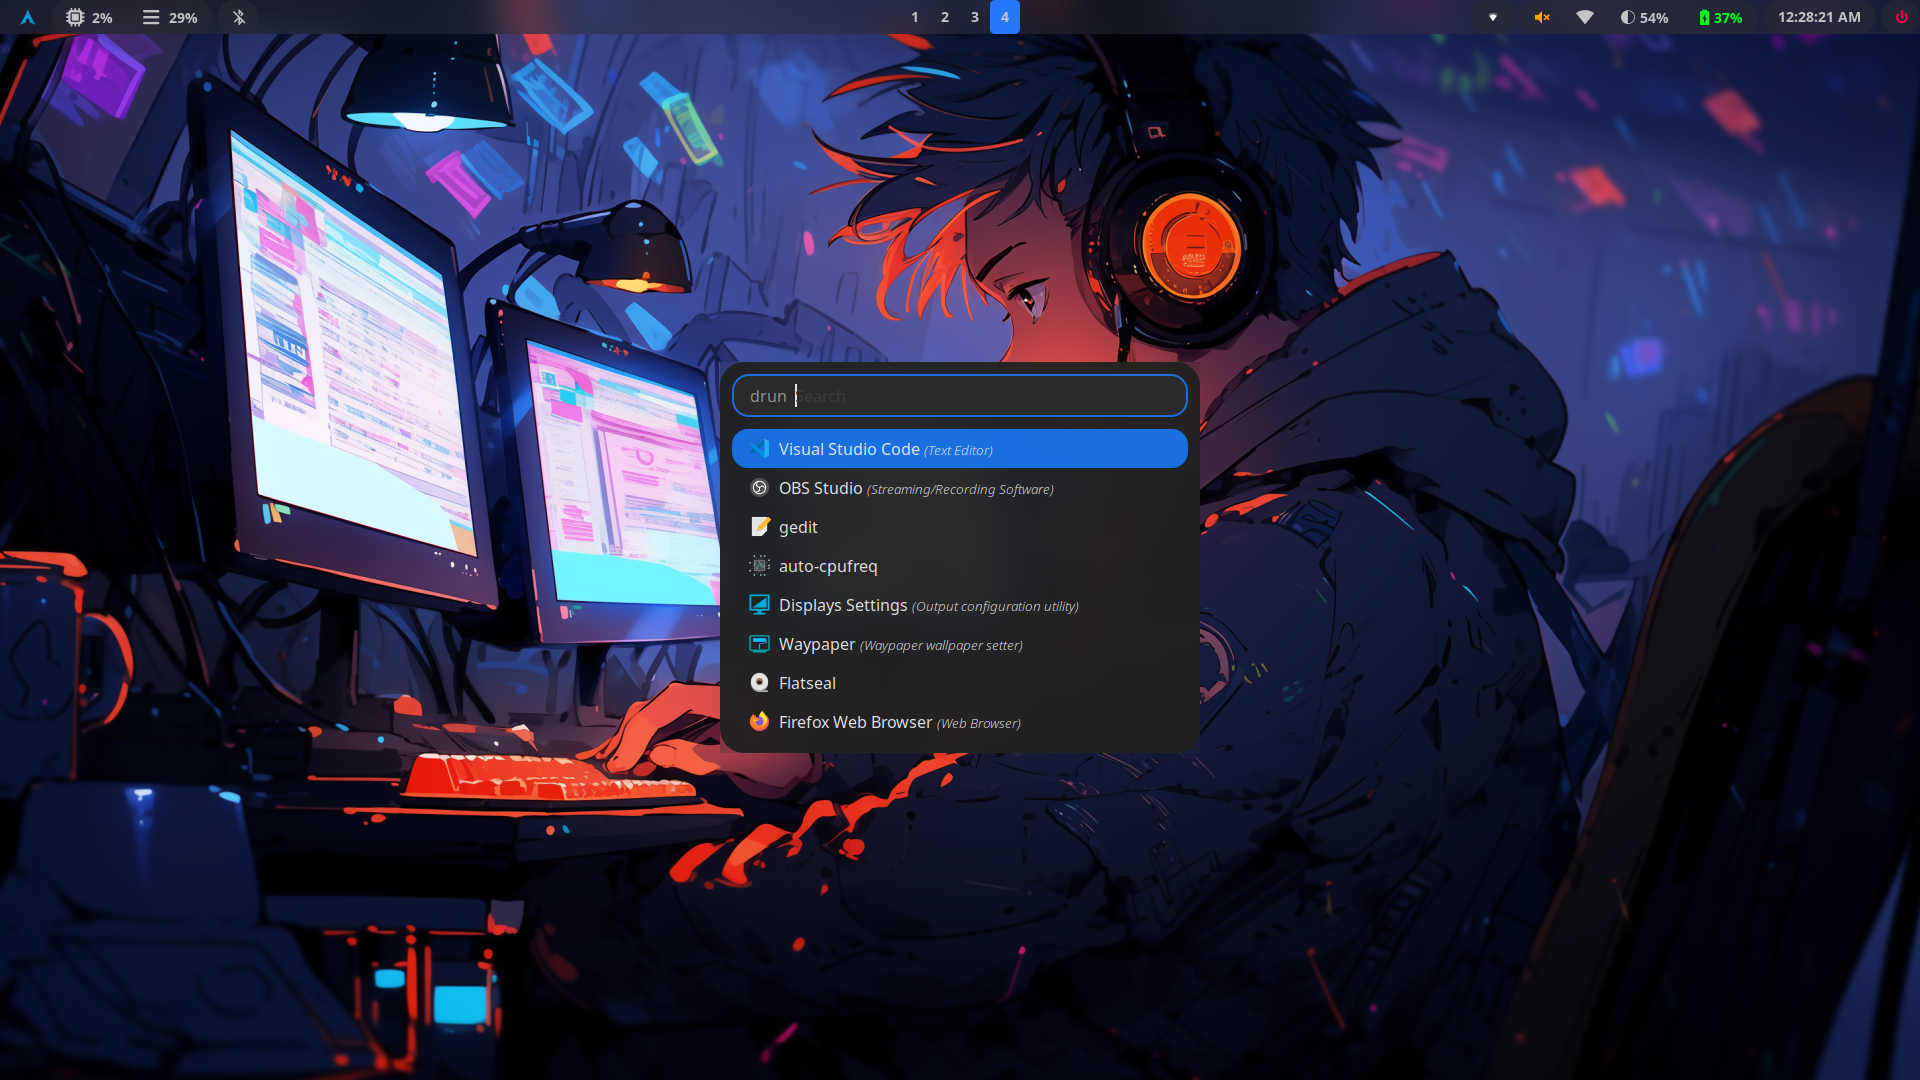 2% 29% 1 2 3 4 54% 37% 12:28:21 AM
drun Search
Visual Studio Code (Text Editor)
OBS Studio (Streaming/Recording Software)
gedit
auto-cpufreq
Displays Settings (Output configuration utility)
Waypaper (Waypaper wallpaper setter)
Flatseal
Firefox Web Browser (Web Browser)